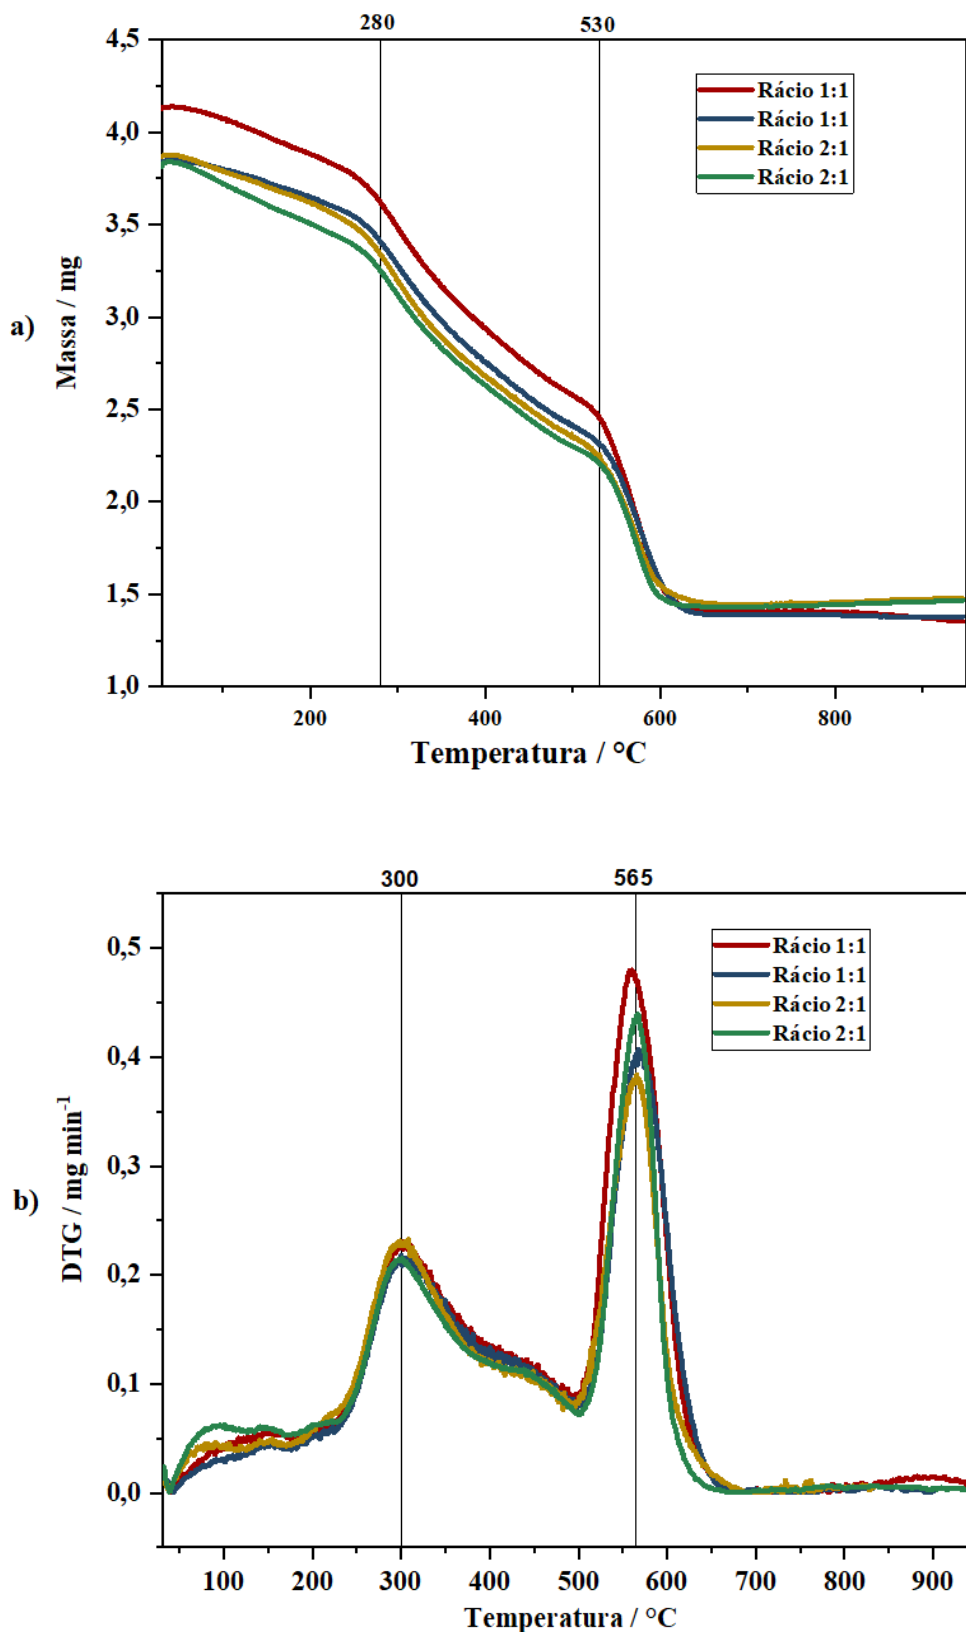 280 530
4,5
4,0
3,5
3,0
2,5
2,0
1,5
1,0
Massa / mg
a)
Rácio 1:1
Rácio 1:1
Rácio 2:1
Rácio 2:1
200 400 600 800
Temperatura / °C
300 565
0,5
0,4
0,3
0,2
0,1
0,0
DTG / mg min⁻¹
b)
Rácio 1:1
Rácio 1:1
Rácio 2:1
Rácio 2:1
100 200 300 400 500 600 700 800 900
Temperatura / °C